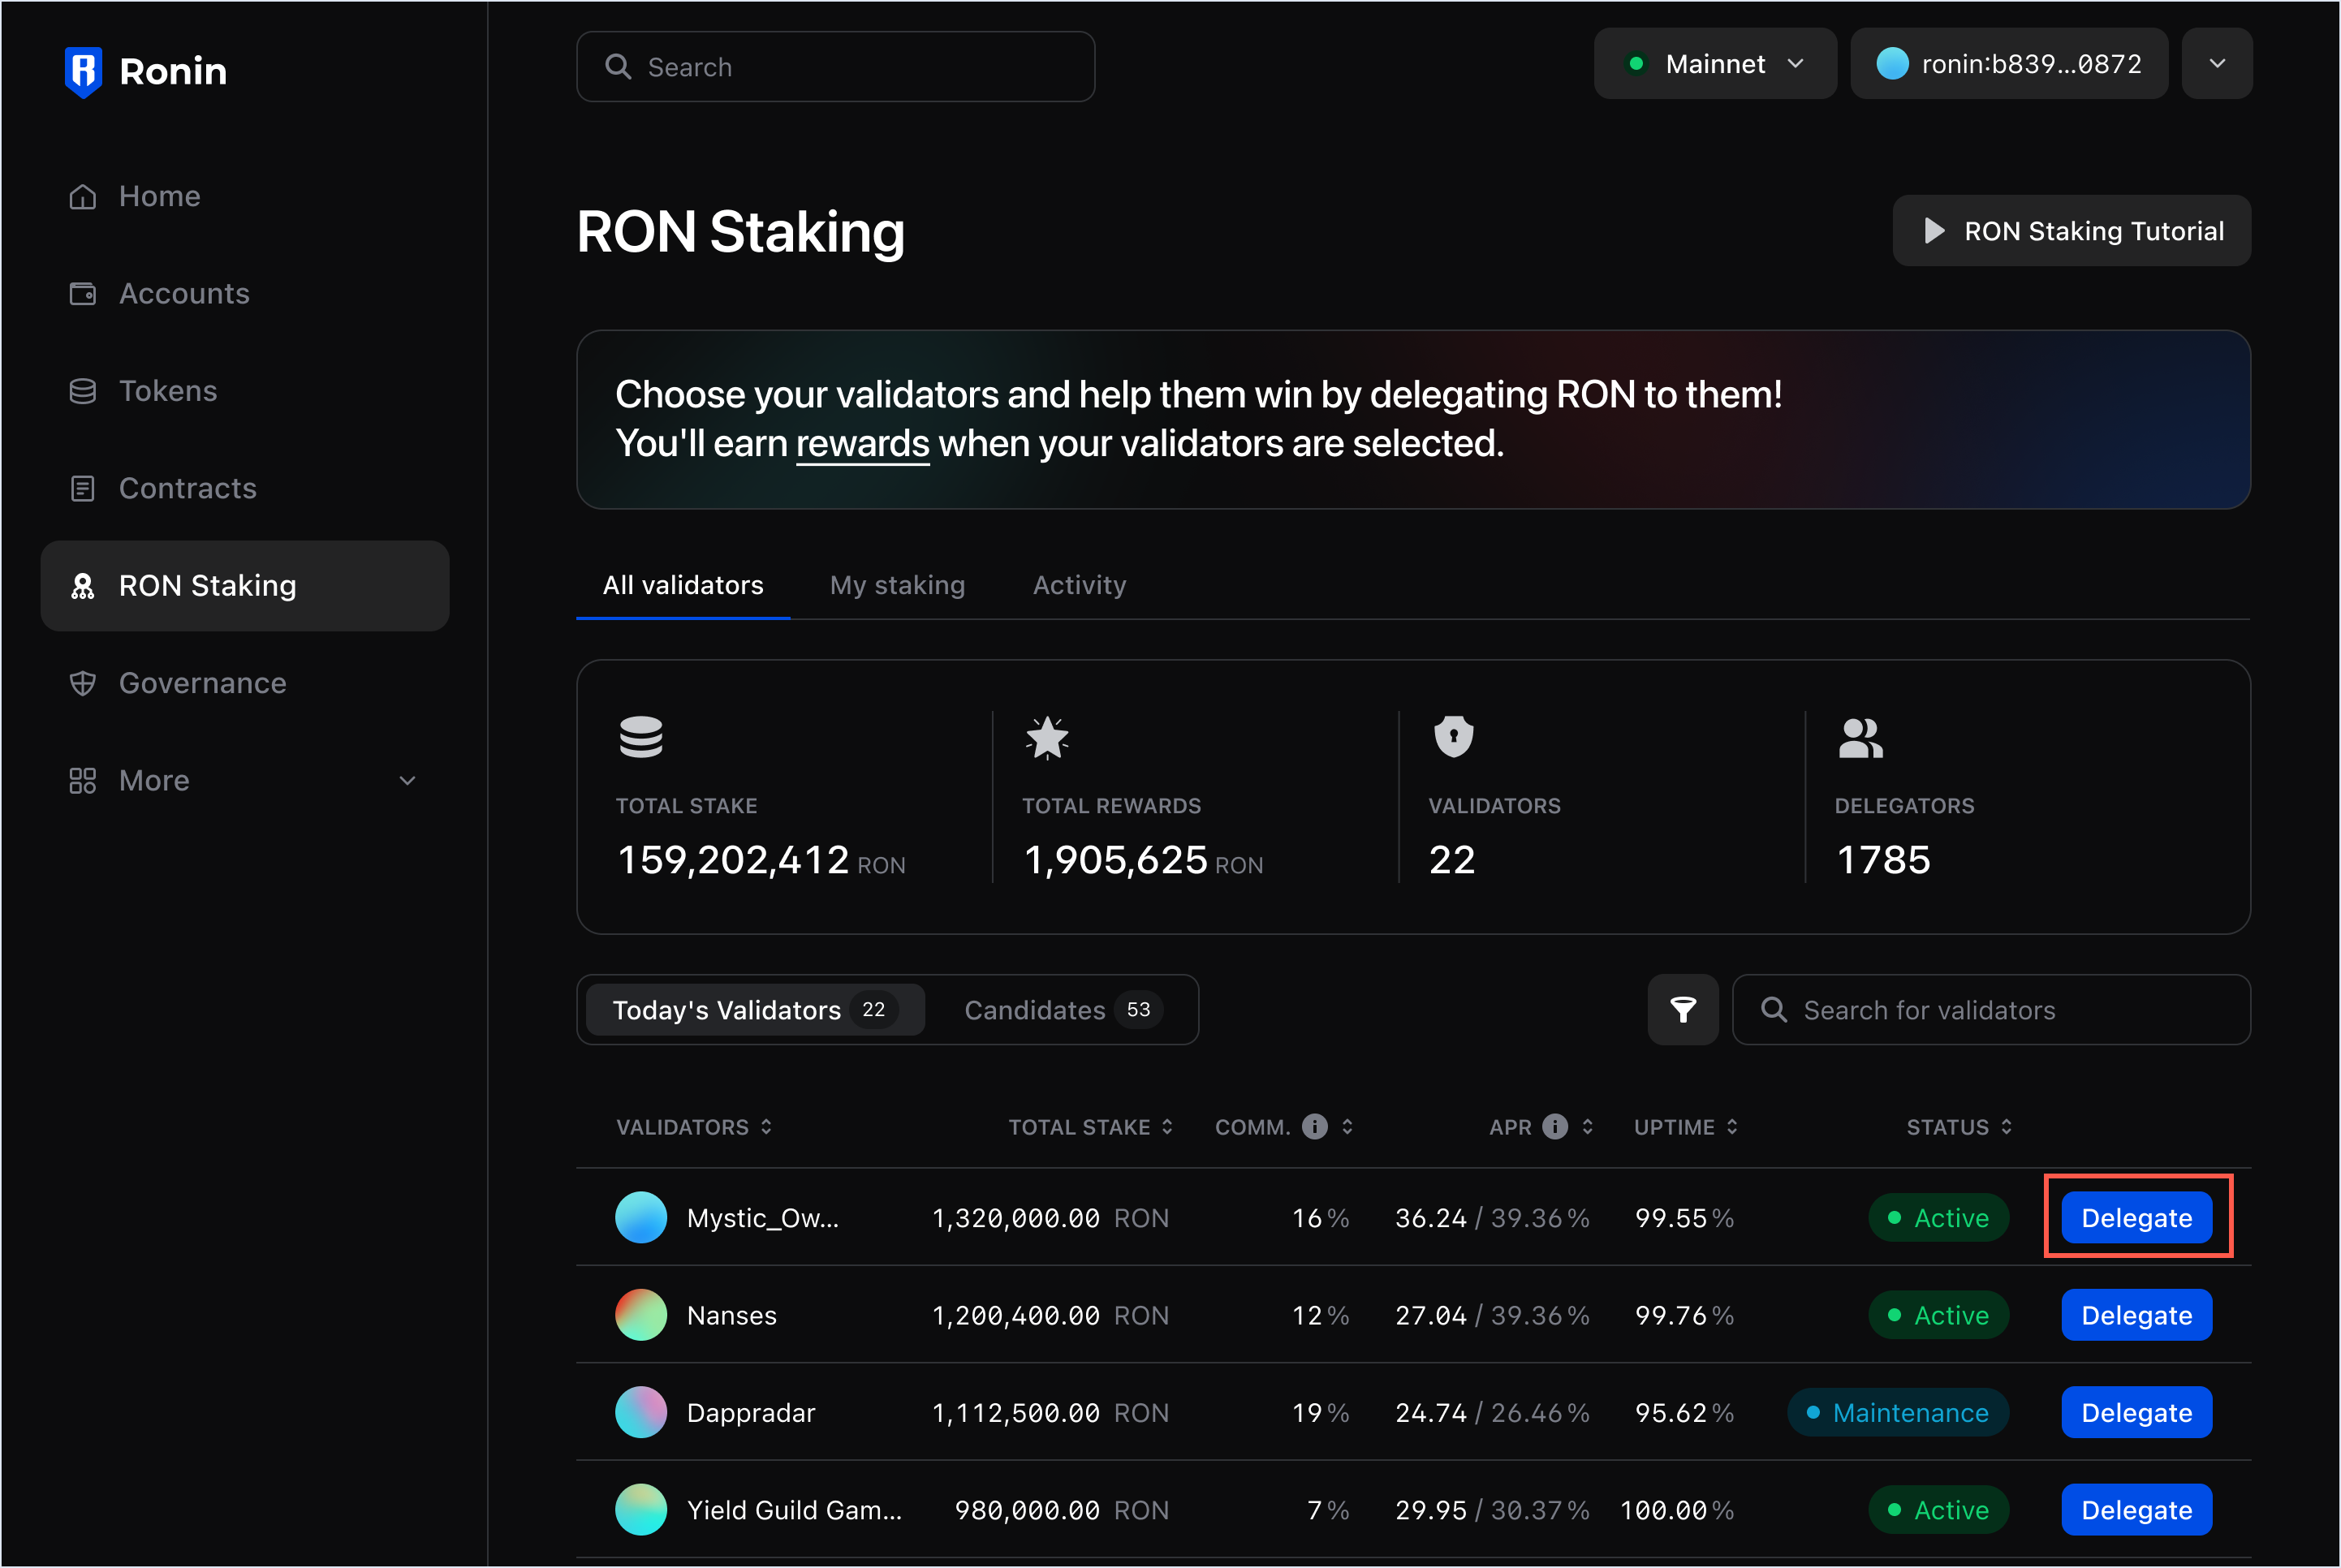 Ronin
Search
Mainnet
ronin:b839...0872
Home
Accounts
Tokens
Contracts
RON Staking
Governance
More
RON Staking
RON Staking Tutorial
Choose your validators and help them win by delegating RON to them!
You'll earn rewards when your validators are selected.
All validators
My staking
Activity
TOTAL STAKE
159,202,412 RON
TOTAL REWARDS
1,905,625 RON
VALIDATORS
22
DELEGATORS
1785
Today's Validators 22
Candidates 53
Search for validators
VALIDATORS TOTAL STAKE COMM. APR UPTIME STATUS
Mystic_Ow... 1,320,000.00 RON 16% 36.24 / 39.36% 99.55% Active Delegate
Nanses 1,200,400.00 RON 12% 27.04 / 39.36% 99.76% Active Delegate
Dappradar 1,112,500.00 RON 19% 24.74 / 26.46% 95.62% Maintenance Delegate
Yield Guild Gam... 980,000.00 RON 7% 29.95 / 30.37% 100.00% Active Delegate